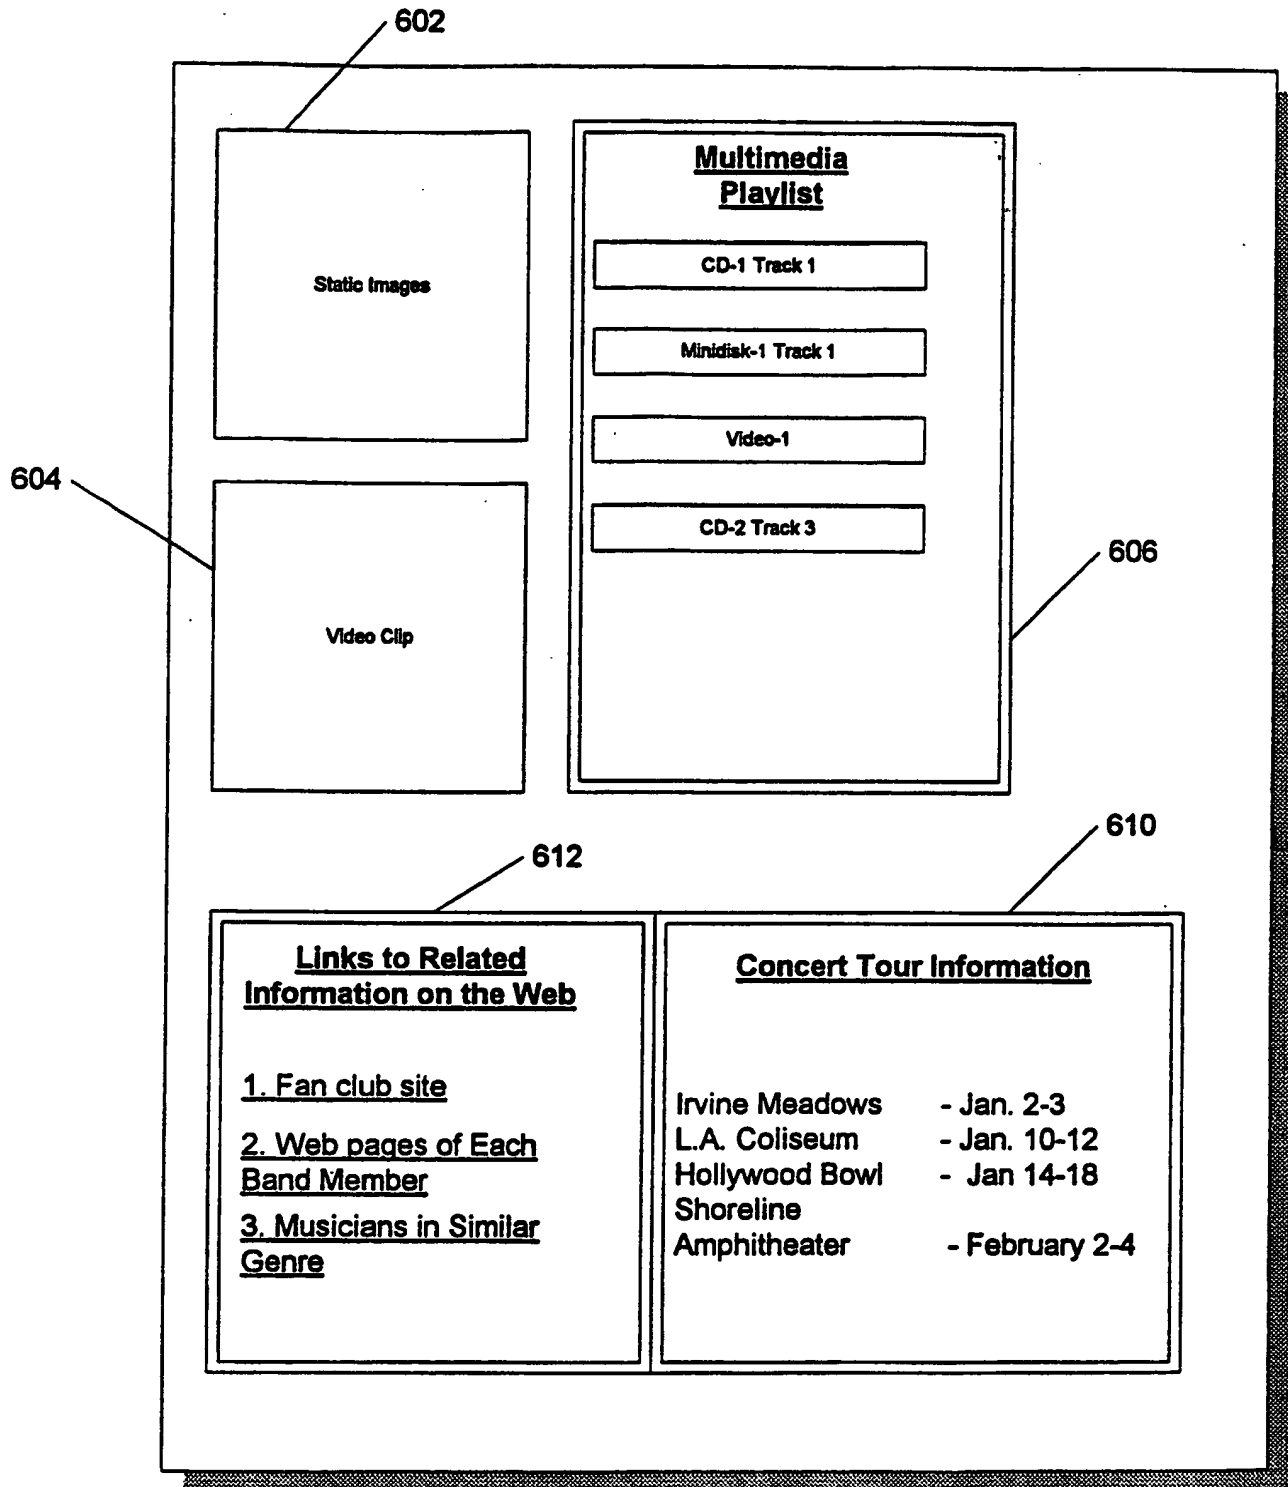 602
Static Images
Multimedia
Playlist
CD-1 Track 1
Minidisk-1 Track 1
Video-1
CD-2 Track 3
604
Video Clip
606
612
610
Links to Related
Information on the Web
1. Fan club site
2. Web pages of Each
Band Member
3. Musicians in Similar
Genre
Concert Tour Information
Irvine Meadows - Jan. 2-3
L.A. Coliseum - Jan. 10-12
Hollywood Bowl - Jan 14-18
Shoreline
Amphitheater - February 2-4